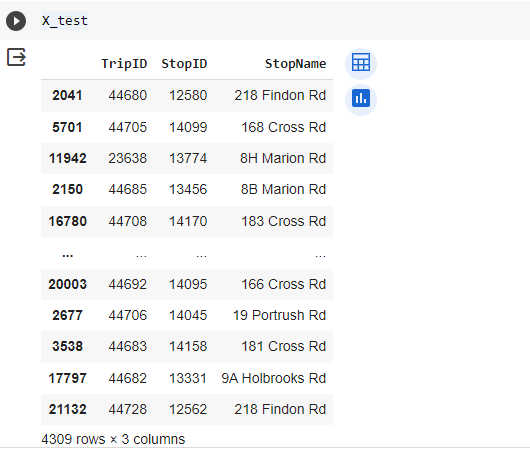 X_test
TripID StopID StopName
2041 44680 12580 218 Findon Rd
5701 44705 14099 168 Cross Rd
11942 23638 13774 8H Marion Rd
2150 44685 13456 8B Marion Rd
16780 44708 14170 183 Cross Rd
... ... ... ...
20003 44692 14095 166 Cross Rd
2677 44706 14045 19 Portrush Rd
3538 44683 14158 181 Cross Rd
17797 44682 13331 9A Holbrooks Rd
21132 44728 12562 218 Findon Rd
4309 rows × 3 columns